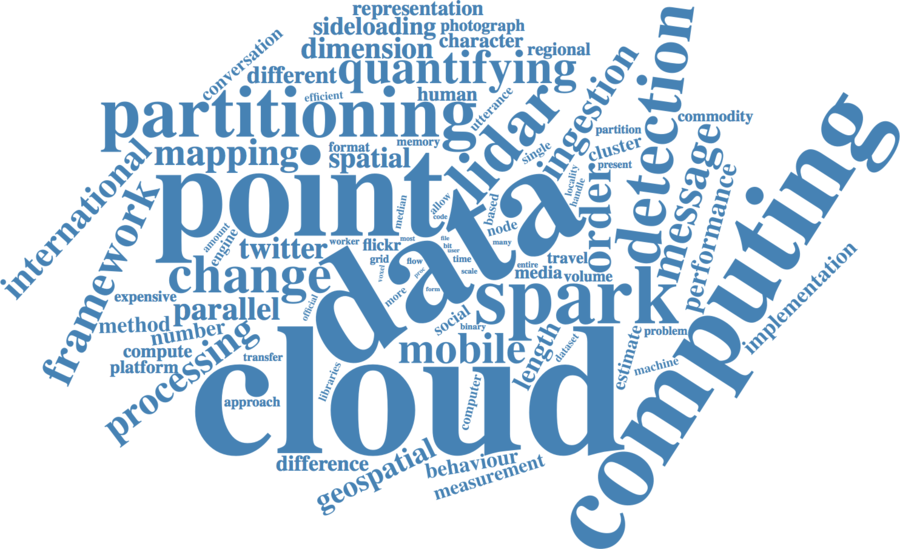 representation
sideloading
photograph
conversation
dimension
character
regional
different
quantifying
efficient
human
ingestion
detection
partitioning
utterance
lidar
commodity
memory
partition
international
mapping
format
spatial
single
cluster
present
message
computing
point
locality
handle
order
framework
median
allow
code
based
node
data
performance
amount
engine
twitter
worker
flickr
most
file
bit
user
time
many
grid
flow
entire
travel
media
volume
change
voxel
scale
more
form
spark
implementation
expensive
parallel
official
social
binary
method
number
mobile
length
dataset
estimate
problem
compute
platform
processing
transfer
libraries
machine
cloud
approach
computer
difference
geospatial
behaviour
measurement